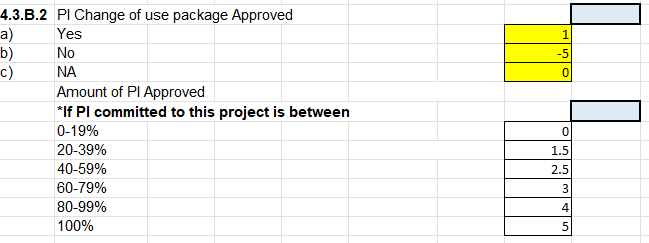 4.3.B.2 PI Change of use package Approved
a) Yes 1
b) No -5
c) NA 0
Amount of PI Approved
*If PI committed to this project is between
0-19% 0
20-39% 1.5
40-59% 2.5
60-79% 3
80-99% 4
100% 5